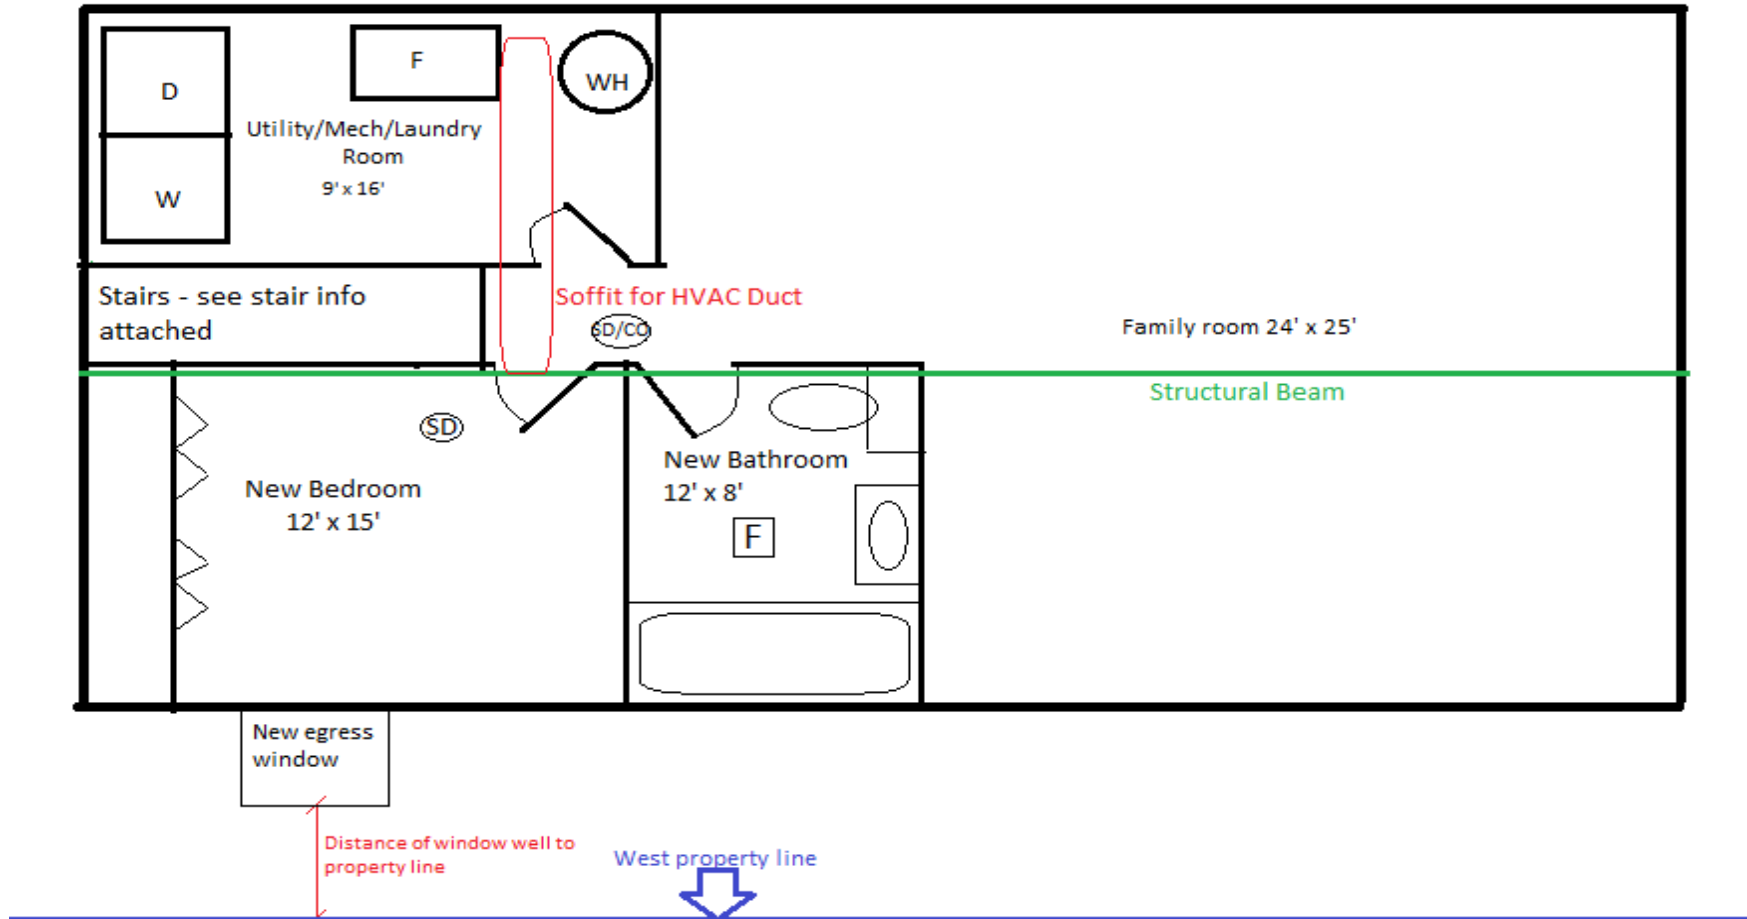 D
F
WH
Utility/Mech/Laundry
Room
9' x 16'
W
Stairs - see stair info
attached
Soffit for HVAC Duct
SD/CO
Family room 24' x 25'
Structural Beam
SD
New Bedroom
12' x 15'
New Bathroom
12' x 8'
F
New egress
window
Distance of window well to
property line
West property line